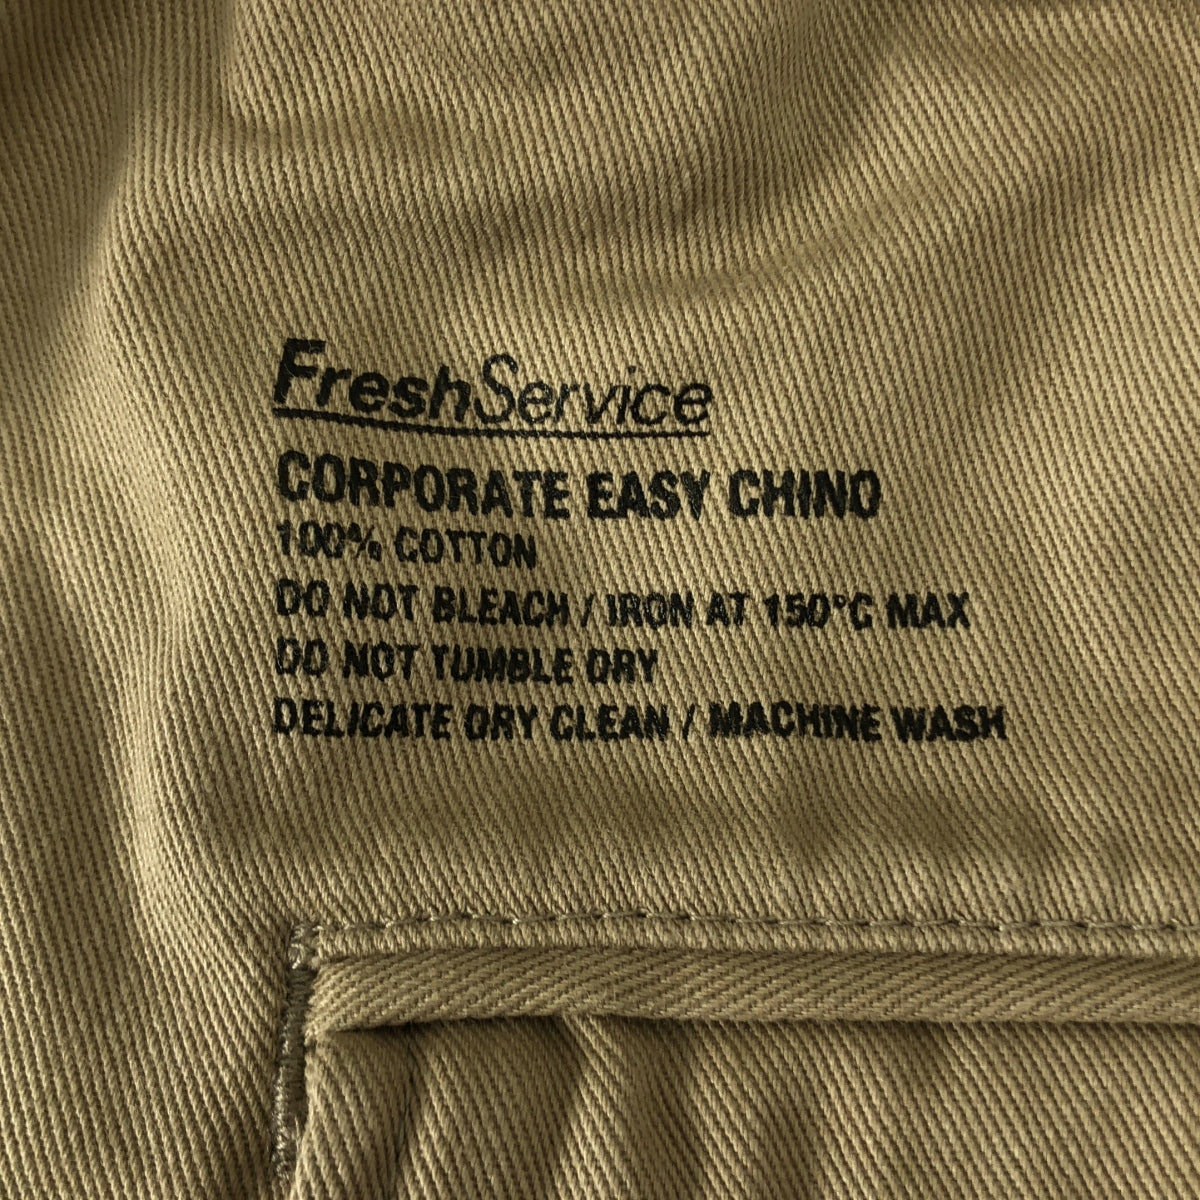 FreshService
CORPORATE EASY CHINO
100% COTTON
DO NOT BLEACH / IRON AT 150°C MAX
DO NOT TUMBLE DRY
DELICATE DRY CLEAN / MACHINE WASH